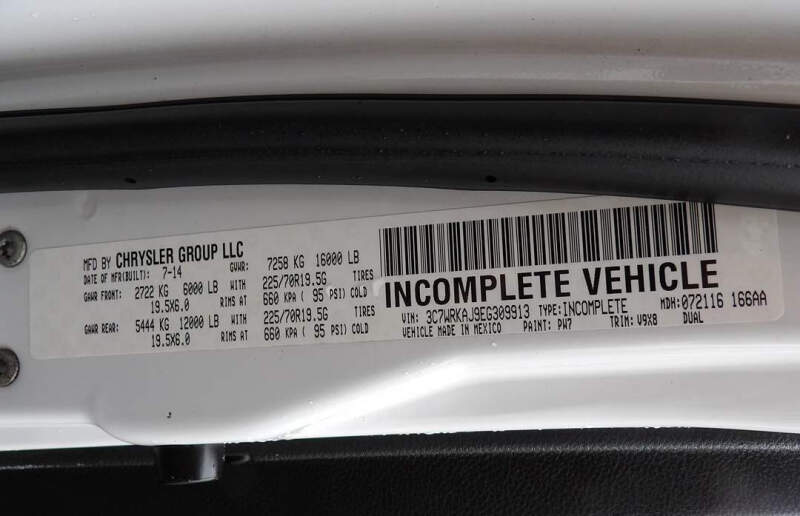 MFD BY CHRYSLER GROUP LLC
DATE OF MFR(BUILT): 7-14 GVWR: 7258 KG 16000 LB
GAWR FRONT: 2722 KG 6000 LB WITH 225/70R19.5G TIRES
19.5X6.0 RIMS AT 660 KPA ( 95 PSI) COLD
GAWR REAR: 5444 KG 12000 LB WITH 225/70R19.5G TIRES
19.5X6.0 RIMS AT 660 KPA ( 95 PSI) COLD
INCOMPLETE VEHICLE
VIN: 3C7WRKAJ9EG309913 TYPE:INCOMPLETE MDH:072116 166AA
VEHICLE MADE IN MEXICO PAINT: PW7 TRIM: V9X8 DUAL